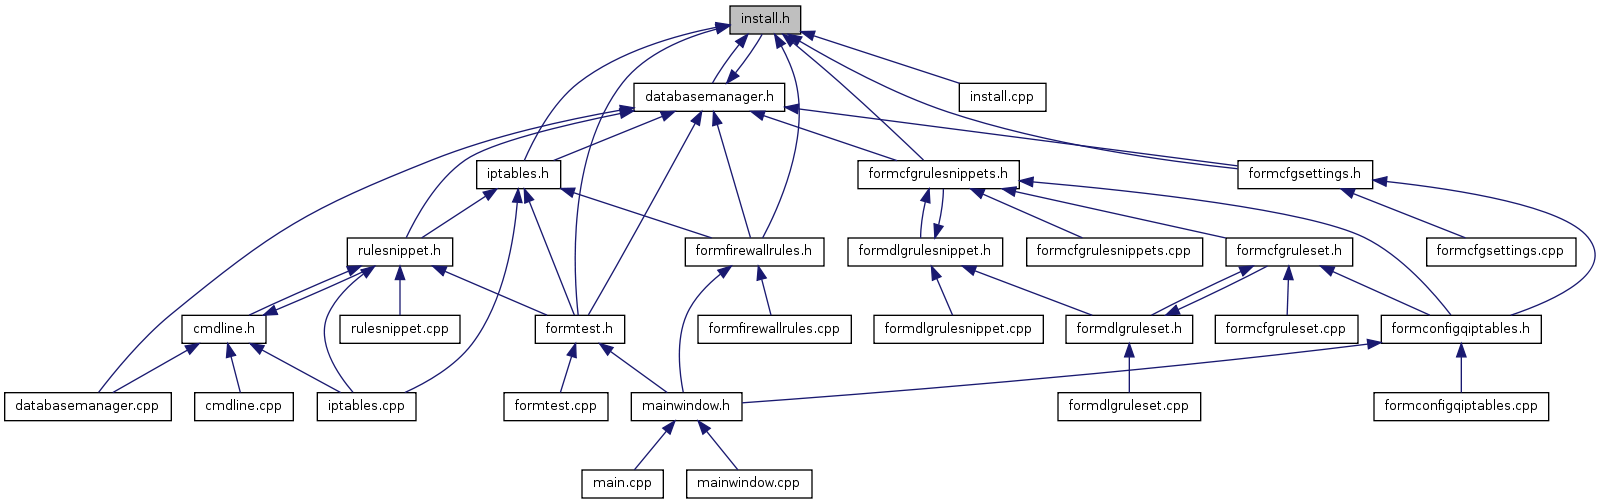 install.h
databasemanager.h
install.cpp
iptables.h
formcfgrulesnippets.h
formcfgsettings.h
rulesnippet.h
formfirewallrules.h
formdlgrulesnippet.h
formcfgrulesnippets.cpp
formcfgruleset.h
formcfgsettings.cpp
cmdline.h
rulesnippet.cpp
formtest.h
formfirewallrules.cpp
formdlgrulesnippet.cpp
formdlgruleset.h
formcfgruleset.cpp
formconfigqiptables.h
databasemanager.cpp
cmdline.cpp
iptables.cpp
formtest.cpp
mainwindow.h
formdlgruleset.cpp
formconfigqiptables.cpp
main.cpp
mainwindow.cpp